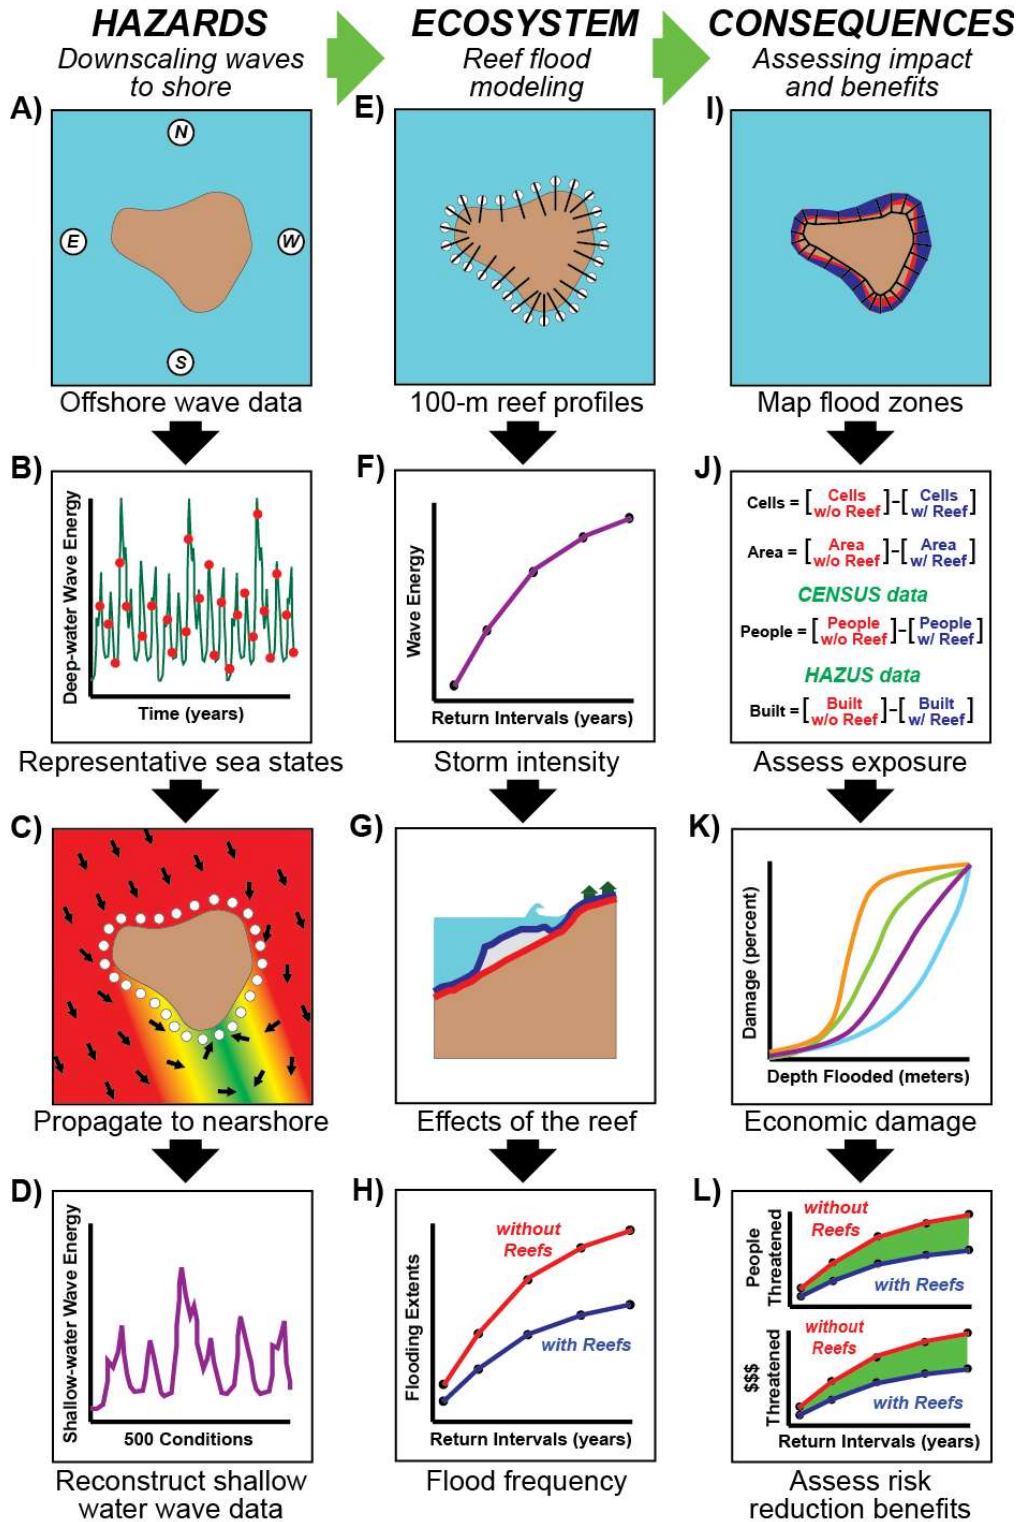 HAZARDS
Downscaling waves
to shore
ECOSYSTEM
Reef flood
modeling
CONSEQUENCES
Assessing impact
and benefits
A)
N
E
W
S
Offshore wave data
B)
Deep-water Wave Energy
Time (years)
Representative sea states
C)
Propagate to nearshore
D)
Shallow-water Wave Energy
500 Conditions
Reconstruct shallow
water wave data
E)
100-m reef profiles
F)
Wave Energy
Return Intervals (years)
Storm intensity
G)
Effects of the reef
H)
Flooding Extents
without
Reefs
with Reefs
Return Intervals (years)
Flood frequency
I)
Map flood zones
J)
Cells = [Cells w/o Reef] - [Cells w/ Reef]
Area = [Area w/o Reef] - [Area w/ Reef]
CENSUS data
People = [People w/o Reef] - [People w/ Reef]
HAZUS data
Built = [Built w/o Reef] - [Built w/ Reef]
Assess exposure
K)
Damage (percent)
Depth Flooded (meters)
Economic damage
L)
People
Threatened
without
Reefs
with Reefs
$$$
Threatened
without
Reefs
with Reefs
Return Intervals (years)
Assess risk
reduction benefits